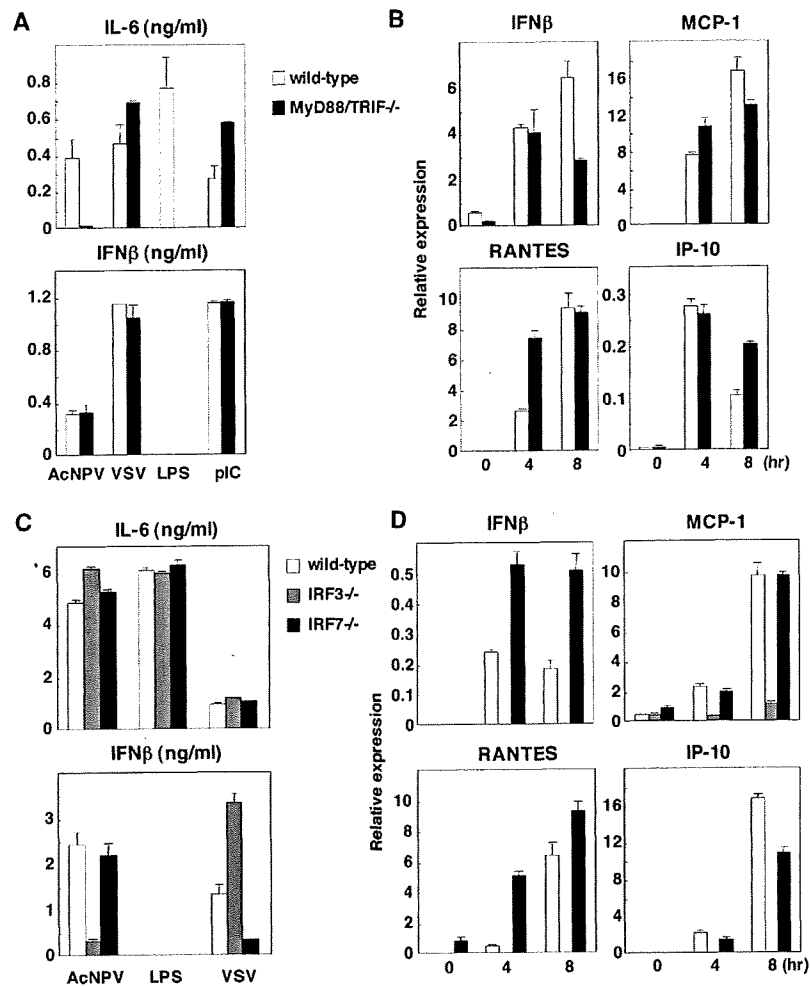 A
IL-6 (ng/ml)
0.8
0.6
0.4
0.2
0
wild-type
MyD88/TRIF-/-
IFNβ (ng/ml)
1.2
0.8
0.4
0
AcNPV VSV LPS pIC
B
Relative expression
IFNβ
6
4
2
0
MCP-1
16
12
8
4
0
RANTES
10
8
6
4
2
0
0 4 8
IP-10
0.3
0.2
0.1
0
0 4 8 (hr)
C
IL-6 (ng/ml)
6
4
2
0
wild-type
IRF3-/-
IRF7-/-
IFNβ (ng/ml)
3
2
1
0
AcNPV LPS VSV
D
Relative expression
IFNβ
0.5
0.4
0.3
0.2
0.1
0
MCP-1
10
8
6
4
2
0
RANTES
10
8
6
4
2
0
0 4 8
IP-10
16
12
8
4
0
0 4 8 (hr)